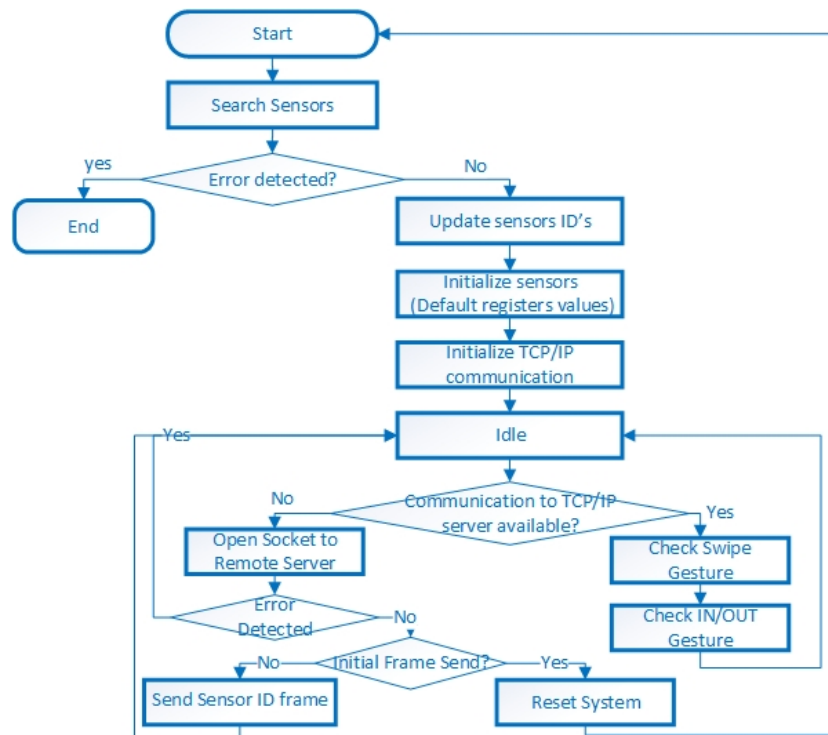 Start
Search Sensors
yes
Error detected?
No
End
Update sensors ID's
Initialize sensors
(Default registers values)
Initialize TCP/IP
communication
Yes
Idle
No
Communication to TCP/IP
server available?
Yes
Open Socket to
Remote Server
Check Swipe
Gesture
Error
Detected
No
Check IN/OUT
Gesture
No
Initial Frame Send?
Yes
Send Sensor ID frame
Reset System